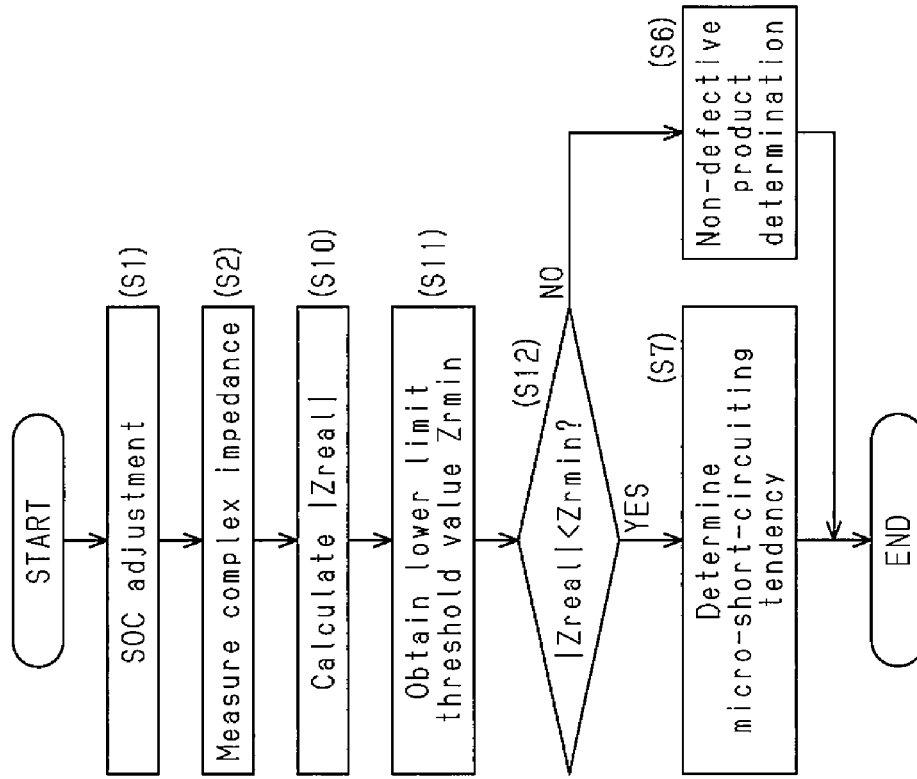 START
SOC adjustment
(S1)
Measure complex impedance
(S2)
Calculate |Zreal|
(S10)
Obtain lower limit
threshold value Zrmin
(S11)
|Zreal|<Zrmin?
(S12)
NO
YES
Determine
micro-short-circuiting
tendency
(S7)
Non-defective
product
determination
(S6)
END